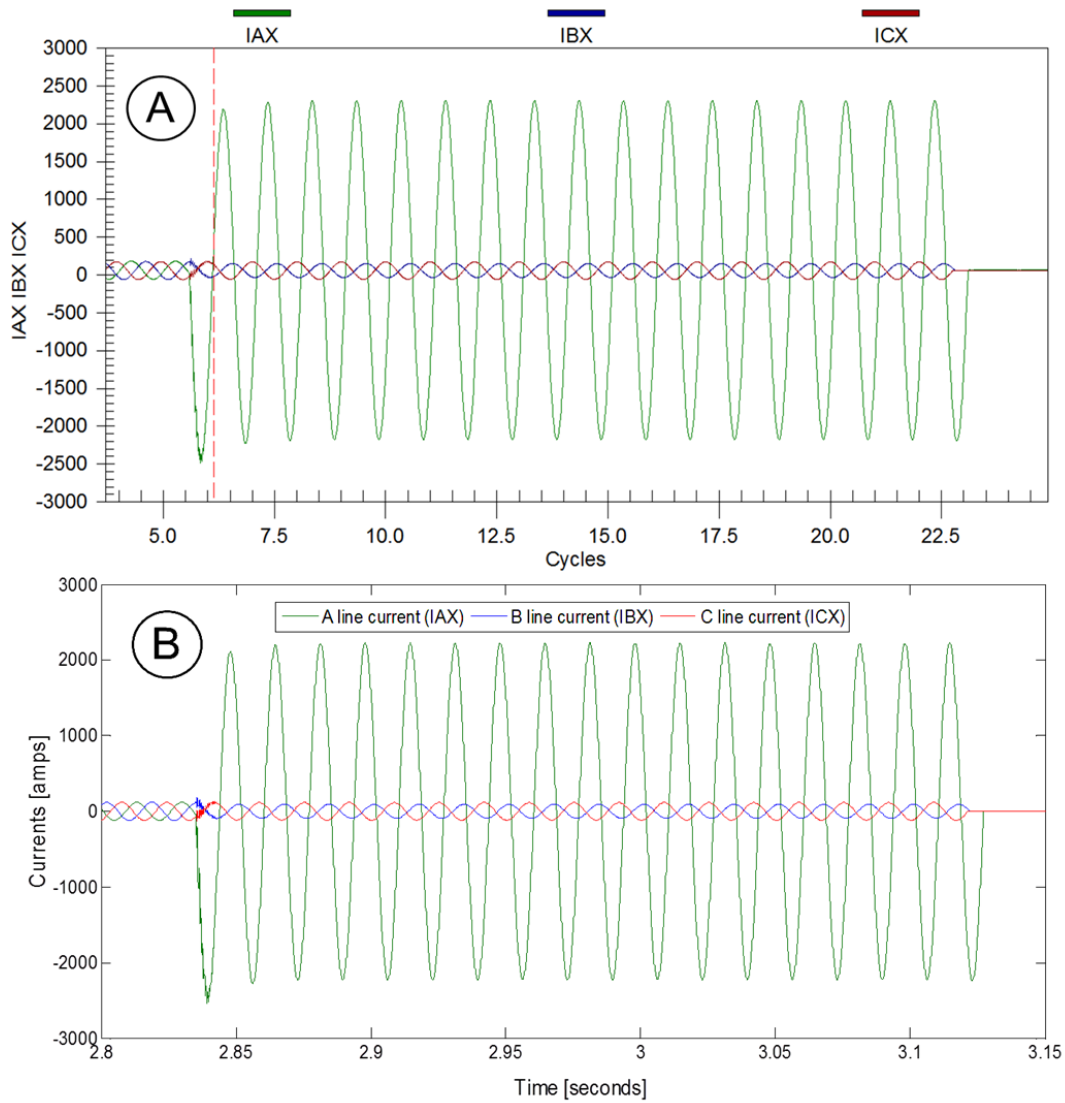 IAX IBX ICX
3000
2500
2000
1500
1000
500
0
-500
-1000
-1500
-2000
-2500
-3000
IAX IBX ICX
A
5.0 7.5 10.0 12.5 15.0 17.5 20.0 22.5
Cycles
3000
2000
1000
0
-1000
-2000
-3000
Currents [amps]
B
A line current (IAX) B line current (IBX) C line current (ICX)
2.8 2.85 2.9 2.95 3 3.05 3.1 3.15
Time [seconds]